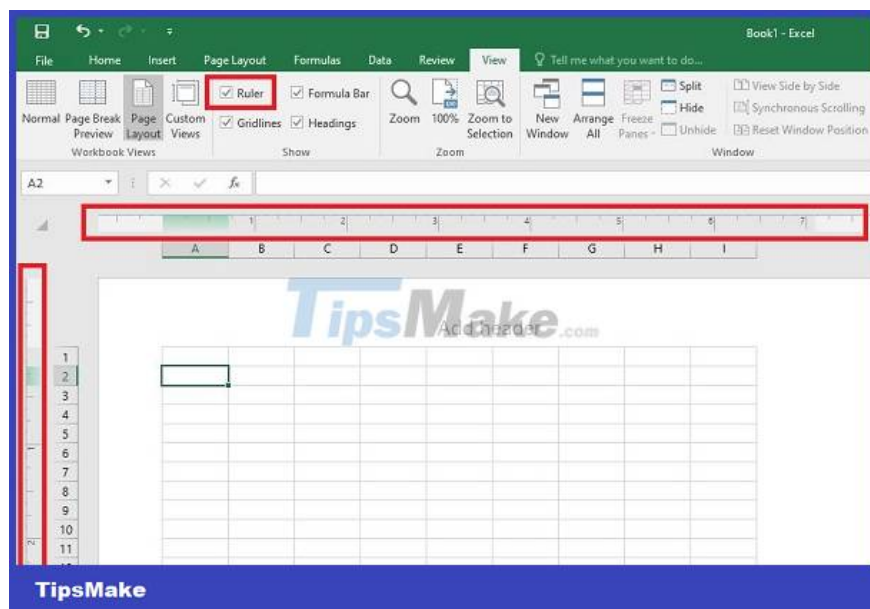 Book1 - Excel
File Home Insert Page Layout Formulas Data Review View Tell me what you want to do...
Normal Page Break Preview Page Layout Custom Views
Workbook Views
Ruler Formula Bar
Gridlines Headings
Show
Zoom 100% Zoom to Selection
Zoom
New Window Arrange All Freeze Panes
Split
Hide
Unhide
View Side by Side
Synchronous Scrolling
Reset Window Position
Window
A2 fx
1 2 3 4 5 6 7
A B C D E F G H I
TipsMake.com
Add header
1
2
3
4
5
6
7
8
9
10
11
1
2
TipsMake